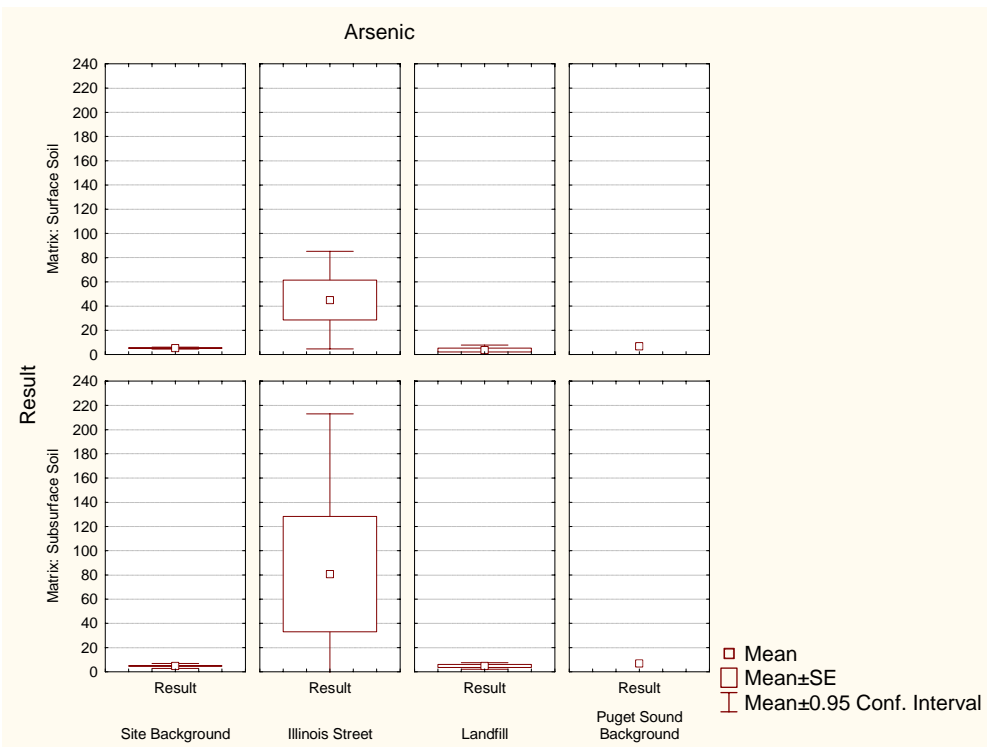 Arsenic
Result
Matrix: Surface Soil
240
220
200
180
160
140
120
100
80
60
40
20
0
Matrix: Subsurface Soil
240
220
200
180
160
140
120
100
80
60
40
20
0
Result Result Result Result
Site Background Illinois Street Landfill Puget Sound
Background
Mean
Mean±SE
Mean±0.95 Conf. Interval